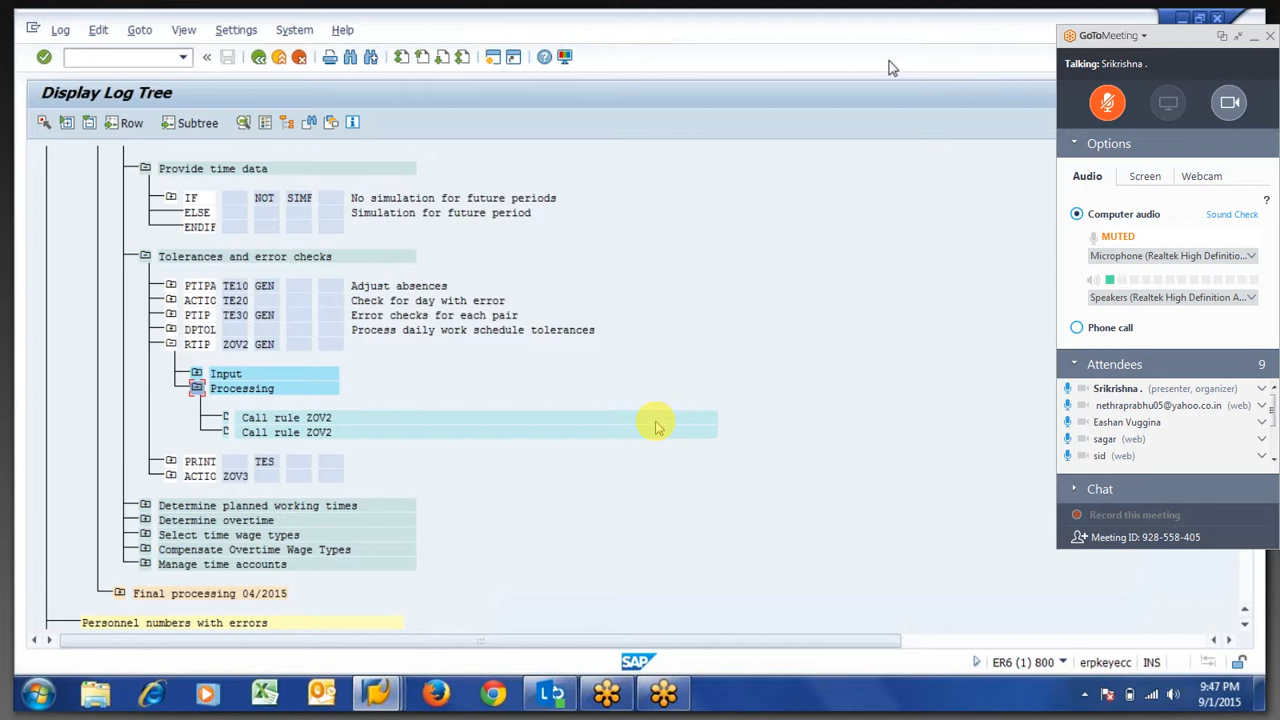 Log Edit Goto View Settings System Help
Display Log Tree
Row Subtree
Provide time data
IF NOT SIMF No simulation for future periods
ELSE Simulation for future period
ENDIF
Tolerances and error checks
PTIPA TE10 GEN Adjust absences
ACTIO TE20 Check for day with error
PTIP TE30 GEN Error checks for each pair
DPTOL Process daily work schedule tolerances
RTIP ZOV2 GEN
Input
Processing
Call rule ZOV2
Call rule ZOV2
PRINT TES
ACTIO ZOV3
Determine planned working times
Determine overtime
Select time wage types
Compensate Overtime Wage Types
Manage time accounts
Final processing 04/2015
Personnel numbers with errors
SAP
ER6 (1) 800 erpkeyecc INS
GoToMeeting
Talking: Srikrishna .
Options
Audio Screen Webcam
?
Computer audio Sound Check
MUTED
Microphone (Realtek High Definitio...
Speakers (Realtek High Definition A...
Phone call
Attendees 9
Srikrishna . (presenter, organizer)
nethraprabhu05@yahoo.co.in (web)
Eashan Vuggina
sagar (web)
sid (web)
Chat
Record this meeting
Meeting ID: 928-558-405
9:47 PM
9/1/2015